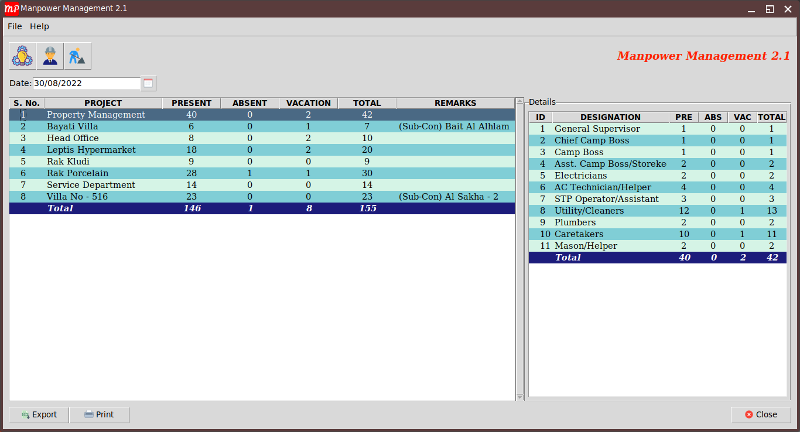 mp Manpower Management 2.1
File Help
Manpower Management 2.1
Date: 30/08/2022
S. No. PROJECT PRESENT ABSENT VACATION TOTAL REMARKS
1 Property Management 40 0 2 42
2 Bayati Villa 6 0 1 7 (Sub-Con) Bait Al Alhlam
3 Head Office 8 0 2 10
4 Leptis Hypermarket 18 0 2 20
5 Rak Kludi 9 0 0 9
6 Rak Porcelain 28 1 1 30
7 Service Department 14 0 0 14
8 Villa No - 516 23 0 0 23 (Sub-Con) Al Sakha - 2
Total 146 1 8 155
Details
ID DESIGNATION PRE ABS VAC TOTAL
1 General Supervisor 1 0 0 1
2 Chief Camp Boss 1 0 0 1
3 Camp Boss 1 0 0 1
4 Asst. Camp Boss/Storeke 2 0 0 2
5 Electricians 2 0 0 2
6 AC Technician/Helper 4 0 0 4
7 STP Operator/Assistant 3 0 0 3
8 Utility/Cleaners 12 0 1 13
9 Plumbers 2 0 0 2
10 Caretakers 10 0 1 11
11 Mason/Helper 2 0 0 2
Total 40 0 2 42
Export Print Close